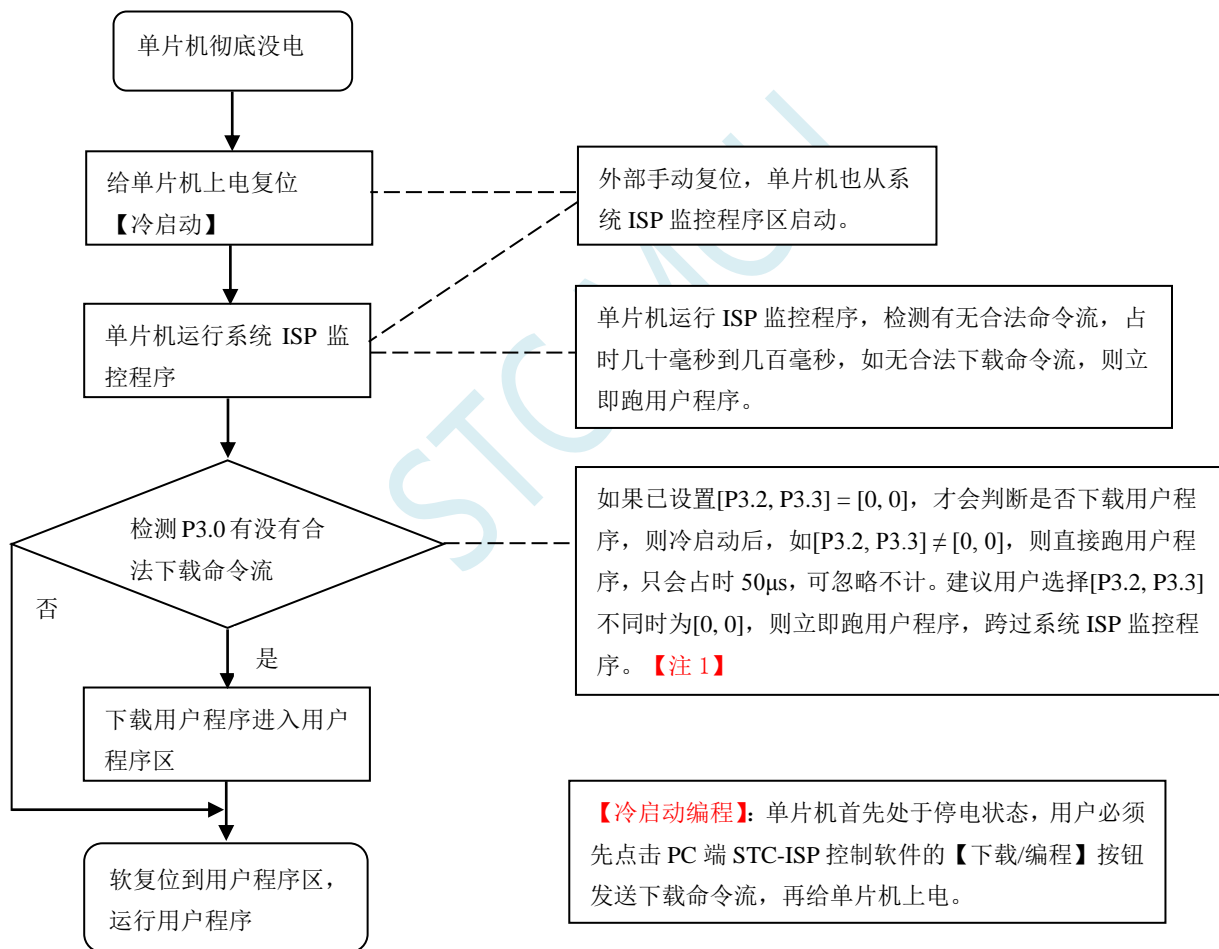 单片机彻底没电
给单片机上电复位
【冷启动】
外部手动复位，单片机也从系
统 ISP 监控程序区启动。
单片机运行系统 ISP 监
控程序
单片机运行 ISP 监控程序，检测有无合法命令流，占
时几十毫秒到几百毫秒，如无合法下载命令流，则立
即跑用户程序。
检测 P3.0 有没有合
法下载命令流
如果已设置[P3.2, P3.3] = [0, 0]，才会判断是否下载用户程
序，则冷启动后，如[P3.2, P3.3] ≠ [0, 0]，则直接跑用户程
序，只会占时 50μs，可忽略不计。建议用户选择[P3.2, P3.3]
不同时为[0, 0]，则立即跑用户程序，跨过系统 ISP 监控程
序。【注 1】
否
是
下载用户程序进入用户
程序区
软复位到用户程序区，
运行用户程序
【冷启动编程】：单片机首先处于停电状态，用户必须
先点击 PC 端 STC-ISP 控制软件的【下载/编程】按钮
发送下载命令流，再给单片机上电。
STC MCU